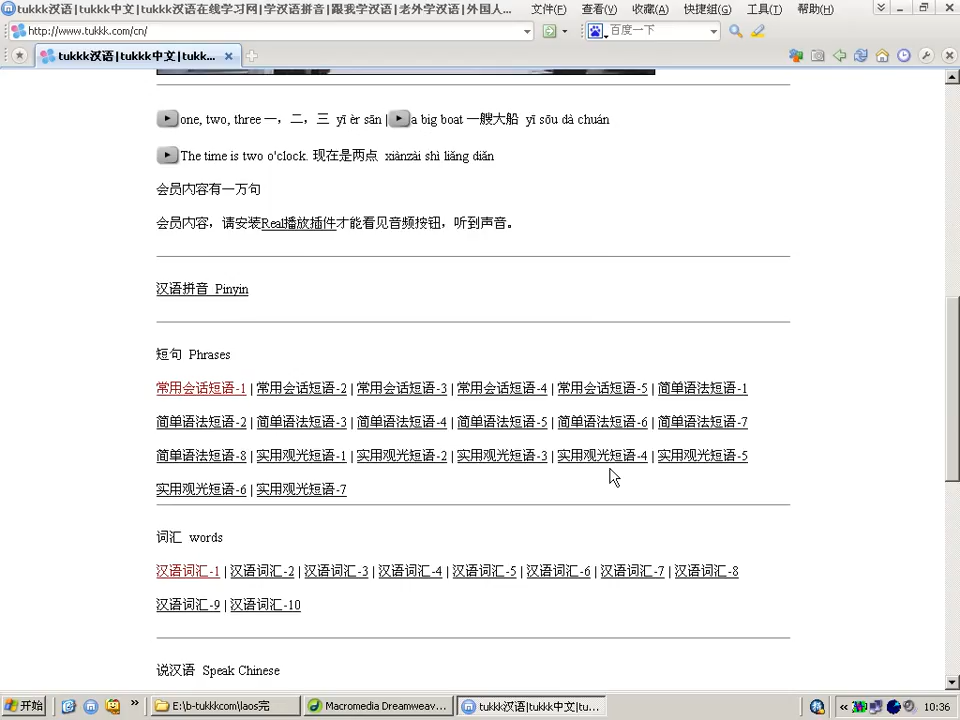 tukkk汉语|tukkk中文|tukkk汉语在线学习网|学汉语拼音|跟我学汉语|老外学汉语|外国人... 文件(F) 查看(V) 收藏(A) 快捷组(G) 工具(T) 帮助(H)
http://www.tukkk.com/cn/ 百度一下
tukkk汉语|tukkk中文|tukk...
one, two, three 一，二，三 yī èr sān | a big boat 一艘大船 yī sōu dà chuán
The time is two o'clock. 现在是两点 xiànzài shì liǎng diǎn
会员内容有一万句
会员内容，请安装Real播放插件才能看见音频按钮，听到声音。
汉语拼音 Pinyin
短句 Phrases
常用会话短语-1 | 常用会话短语-2 | 常用会话短语-3 | 常用会话短语-4 | 常用会话短语-5 | 简单语法短语-1
简单语法短语-2 | 简单语法短语-3 | 简单语法短语-4 | 简单语法短语-5 | 简单语法短语-6 | 简单语法短语-7
简单语法短语-8 | 实用观光短语-1 | 实用观光短语-2 | 实用观光短语-3 | 实用观光短语-4 | 实用观光短语-5
实用观光短语-6 | 实用观光短语-7
词汇 words
汉语词汇-1 | 汉语词汇-2 | 汉语词汇-3 | 汉语词汇-4 | 汉语词汇-5 | 汉语词汇-6 | 汉语词汇-7 | 汉语词汇-8
汉语词汇-9 | 汉语词汇-10
说汉语 Speak Chinese
开始 E:\b-tukkkcom\laos完 Macromedia Dreamweav... tukkk汉语|tukkk中文|tu... 10:36